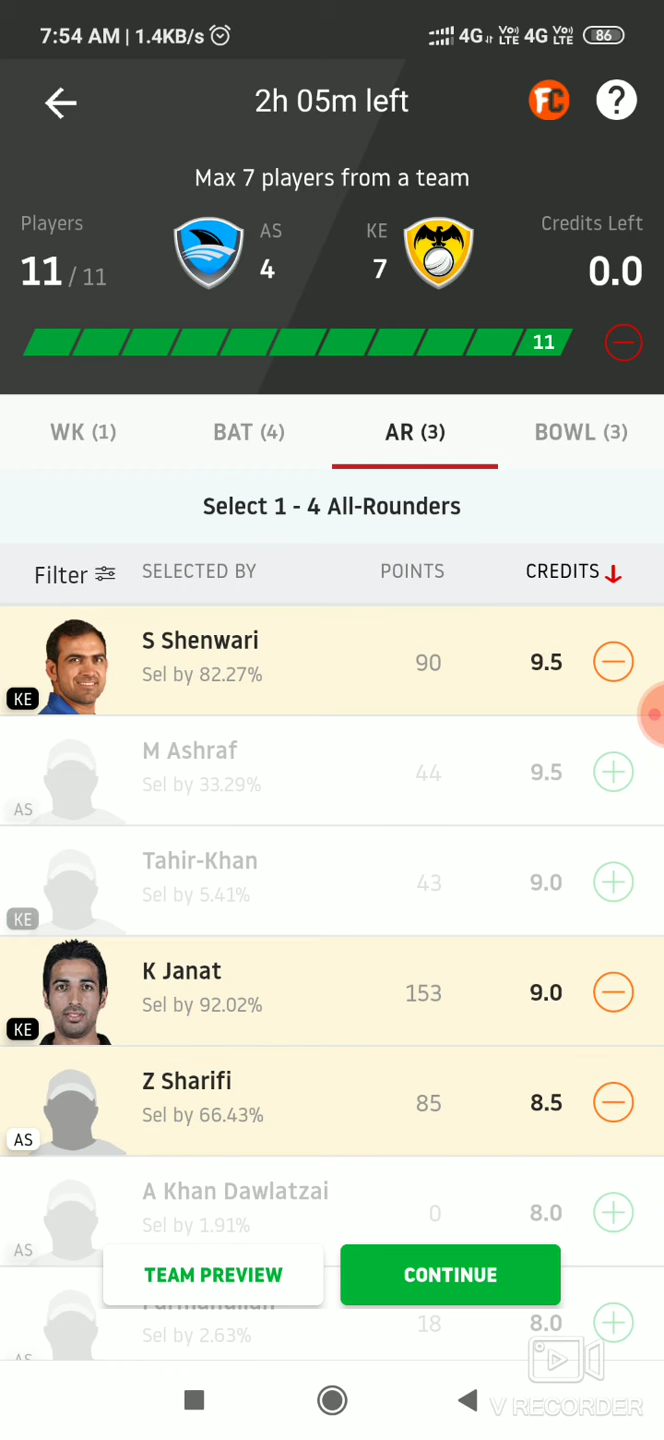 7:54 AM | 1.4KB/s 4G Vo) LTE 4G Vo) LTE 86
2h 05m left FC ?
Max 7 players from a team
Players AS KE Credits Left
11 / 11 4 7 0.0
11
WK (1) BAT (4) AR (3) BOWL (3)
Select 1 - 4 All-Rounders
Filter SELECTED BY POINTS CREDITS
S Shenwari
Sel by 82.27% 90 9.5
KE
M Ashraf
Sel by 33.29% 44 9.5
AS
Tahir-Khan
Sel by 5.41% 43 9.0
KE
K Janat
Sel by 92.02% 153 9.0
KE
Z Sharifi
Sel by 66.43% 85 8.5
AS
A Khan Dawlatzai
Sel by 1.91% 0 8.0
AS
TEAM PREVIEW CONTINUE
Sel by 2.63% 18 8.0
AS
V RECORDER